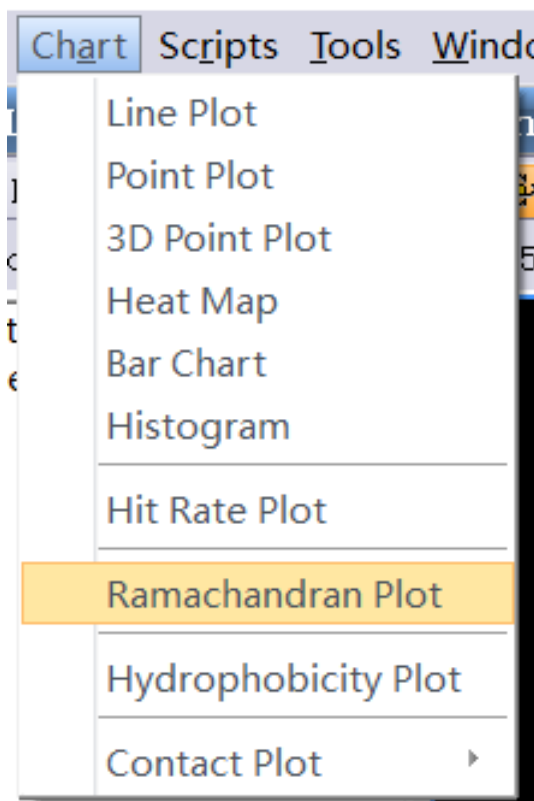 Chart Scripts Tools
Line Plot
Point Plot
3D Point Plot
Heat Map
Bar Chart
Histogram
Hit Rate Plot
Ramachandran Plot
Hydrophobicity Plot
Contact Plot